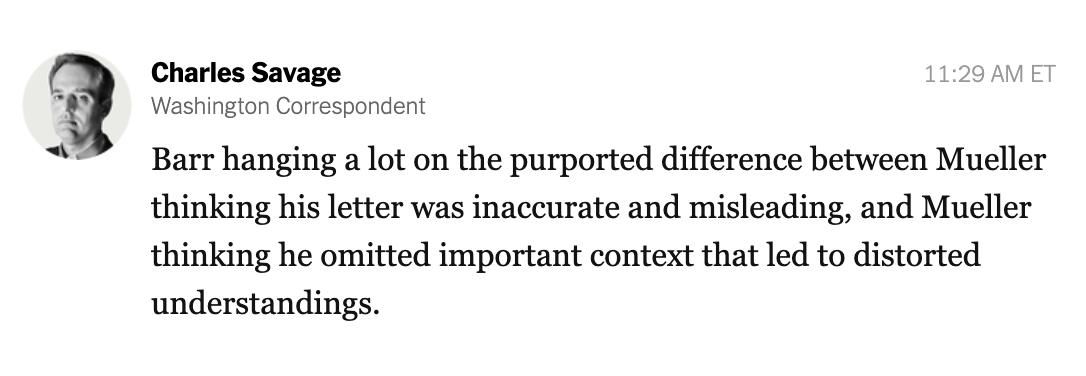 Charles Savage
11:29 AM ET
Washington Correspondent
Barr hanging a lot on the purported difference between Mueller
thinking his letter was inaccurate and misleading, and Mueller
thinking he omitted important context that led to distorted
understandings.